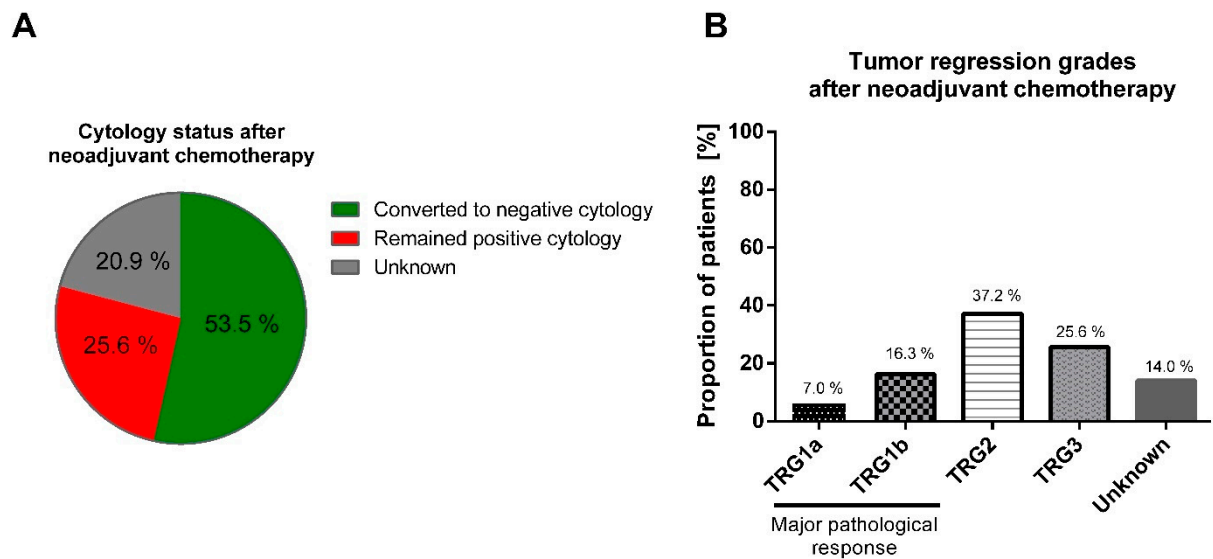 A
Cytology status after
neoadjuvant chemotherapy
20.9 %
53.5 %
25.6 %
Converted to negative cytology
Remained positive cytology
Unknown
B
Tumor regression grades
after neoadjuvant chemotherapy
Proportion of patients [%]
100
80
60
40
20
0
7.0 %
16.3 %
37.2 %
25.6 %
14.0 %
TRG1a
TRG1b
TRG2
TRG3
Unknown
Major pathological
response